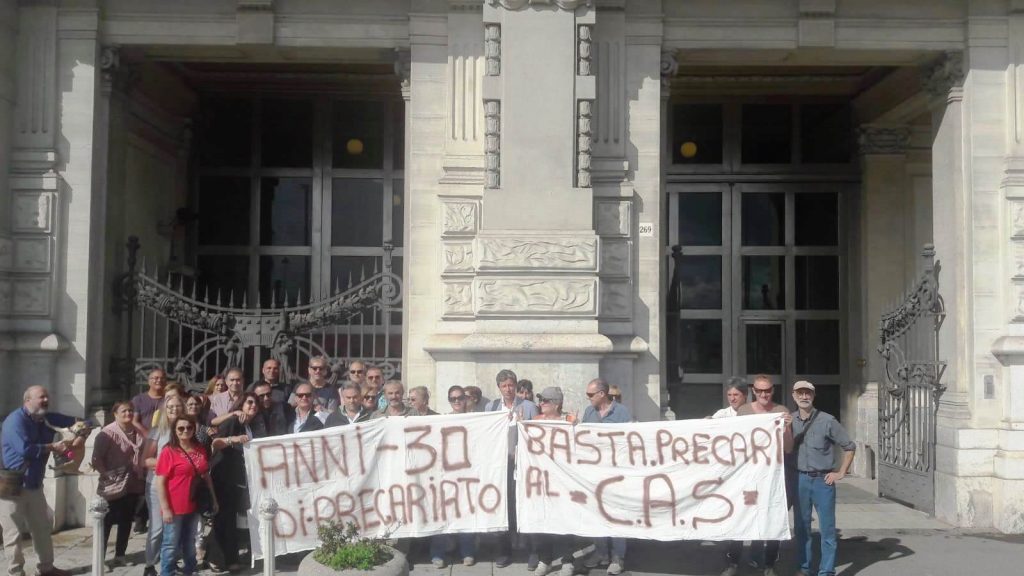 269
ANNI-30
DI-PRECARIATO
BASTA.PRECARI
AL -C.A.S-